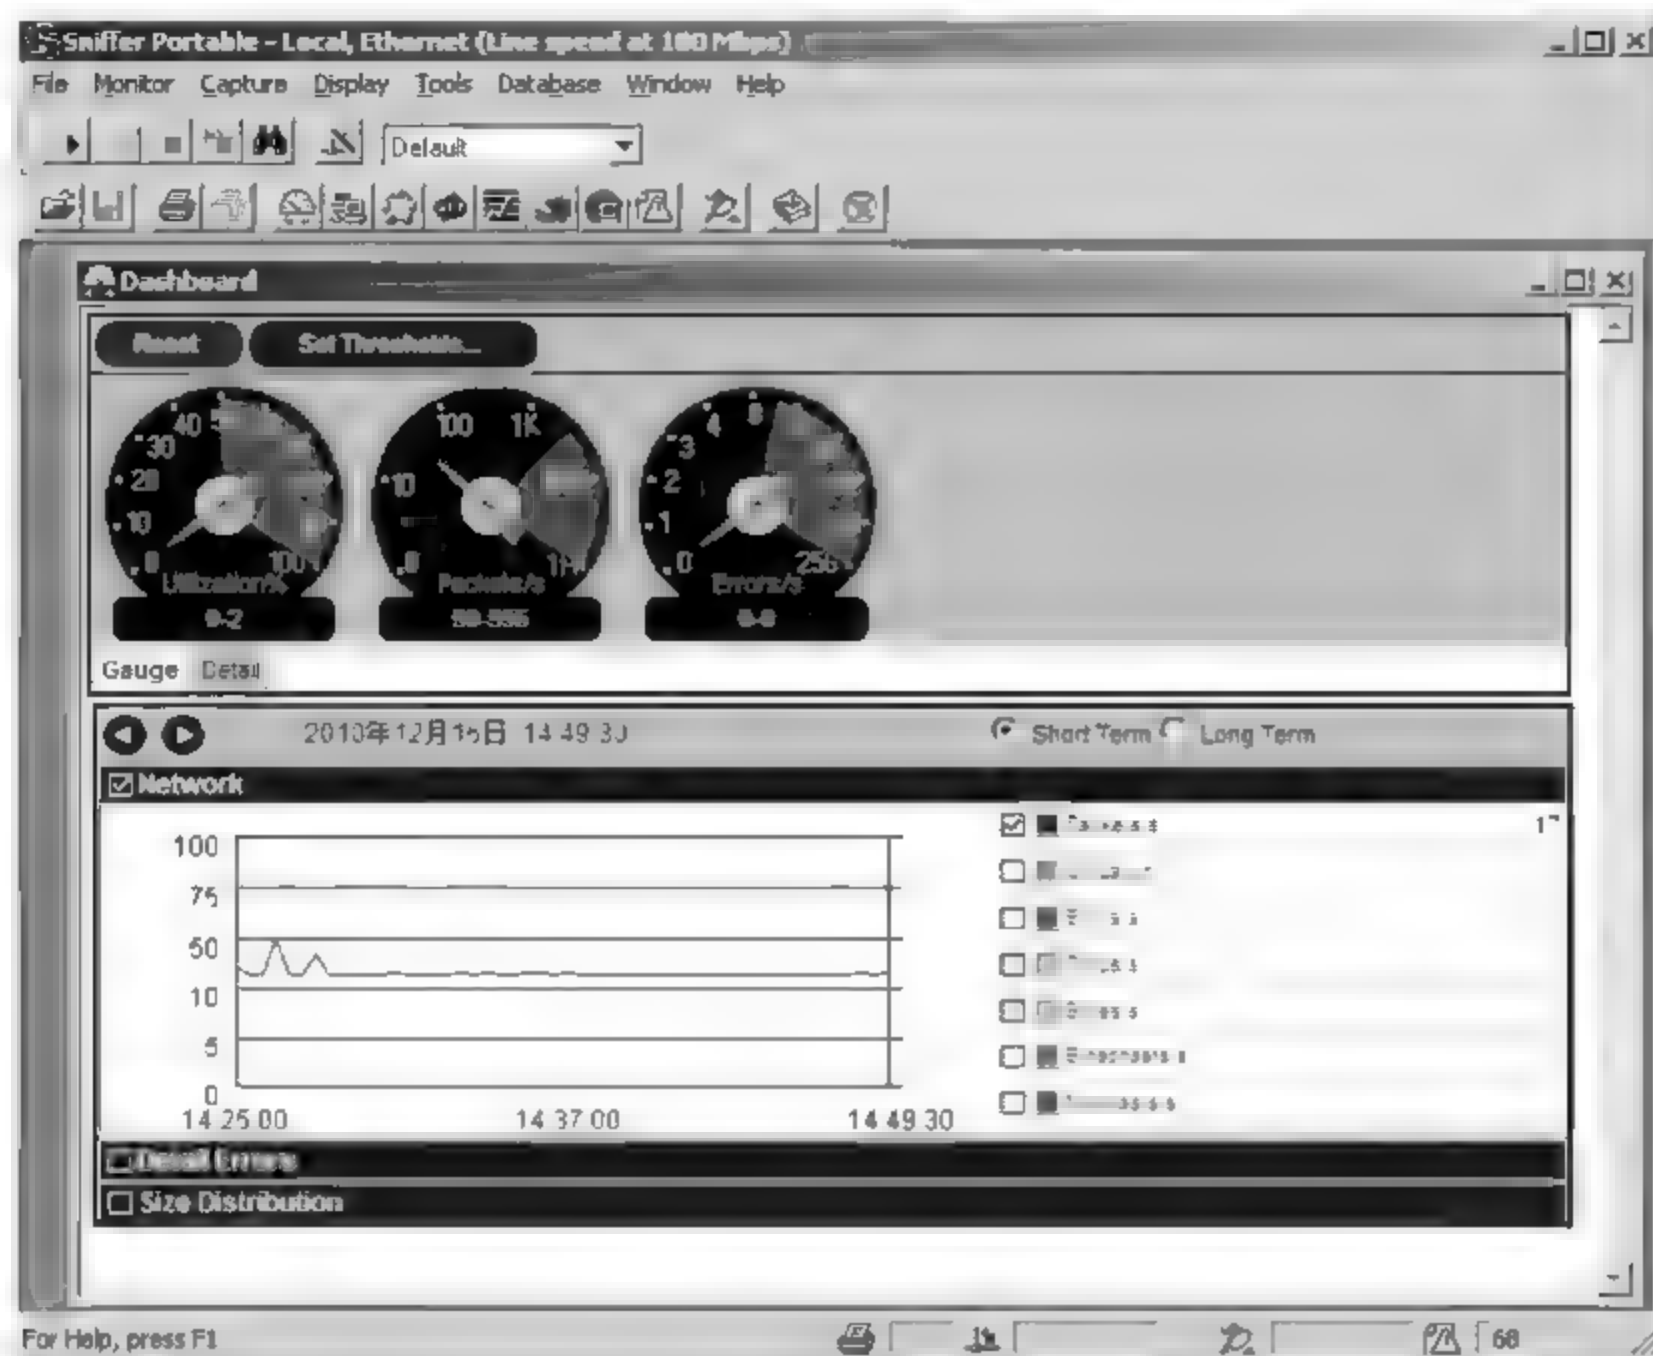 Sniffer Portable - Local, Ethernet (Line speed at 100 Mbps)
File Monitor Capture Display Tools Database Window Help
Default
Dashboard
Reset Set Thresholds...
0 10 20 30 40 100
Utilization%
0-2
0 10 100 1K
Packets/s
0 1 2 3 4 256
Errors/s
0-0
Gauge Detail
2010年12月15日 14 49 30
Short Term Long Term
Network
100
75
50
10
5
0
14 25 00 14 37 00 14 49 30
Detail Errors
Size Distribution
For Help, press F1
68